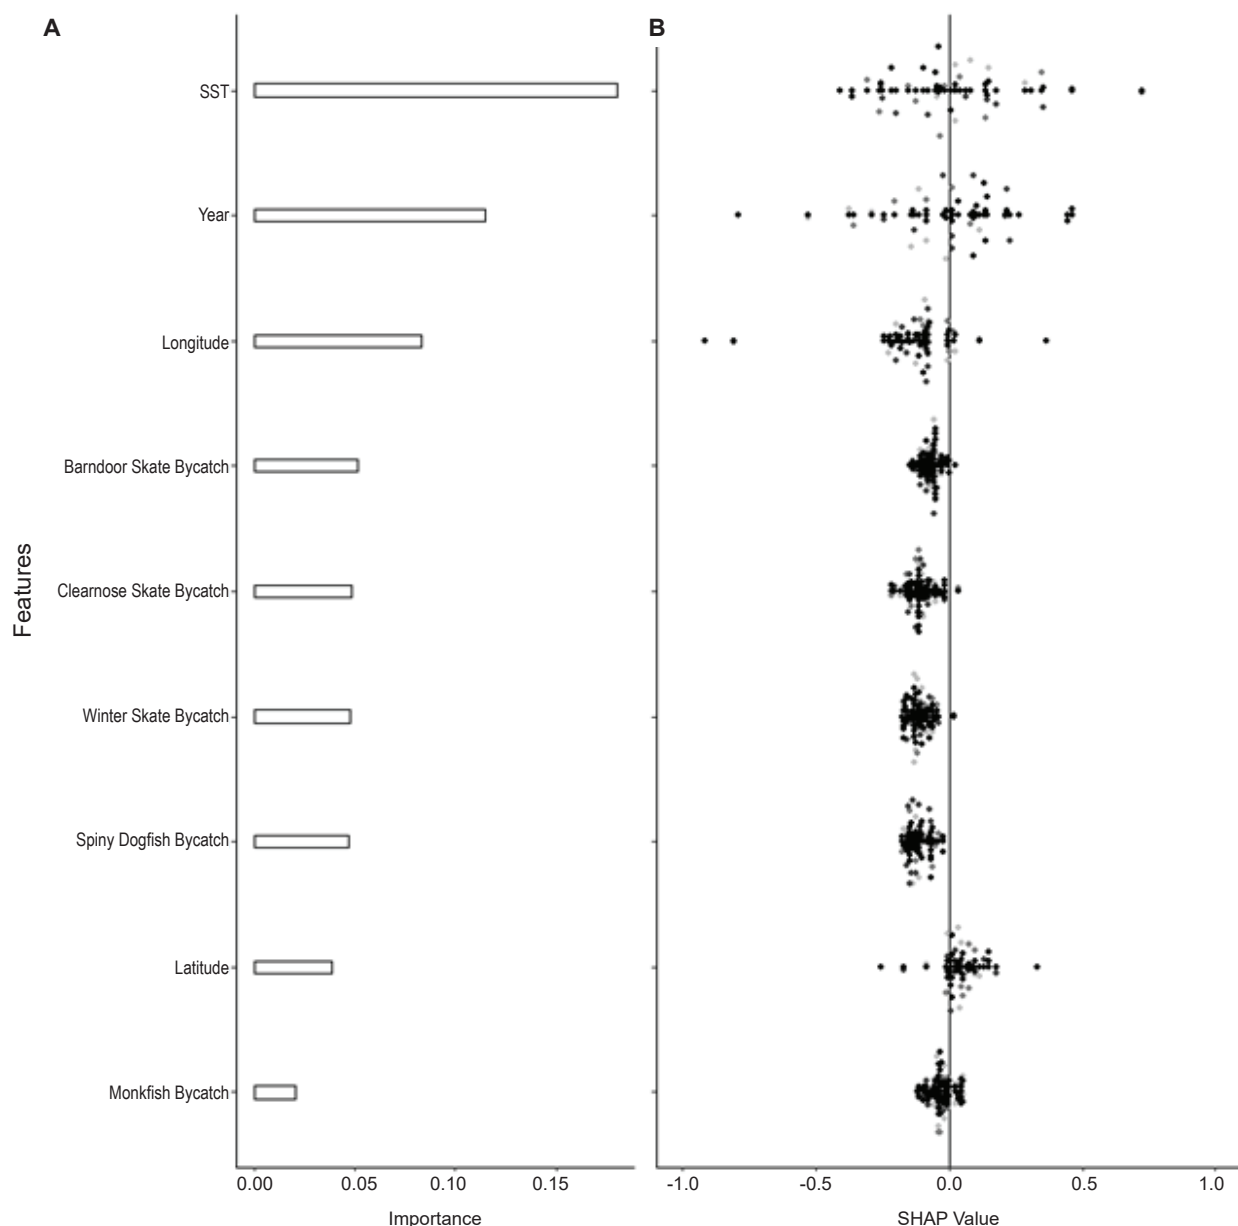 A
B
SST
Year
Longitude
Barndoor Skate Bycatch
Clearnose Skate Bycatch
Winter Skate Bycatch
Spiny Dogfish Bycatch
Latitude
Monkfish Bycatch
Features
0.00 0.05 0.10 0.15
-1.0 -0.5 0.0 0.5 1.0
Importance
SHAP Value